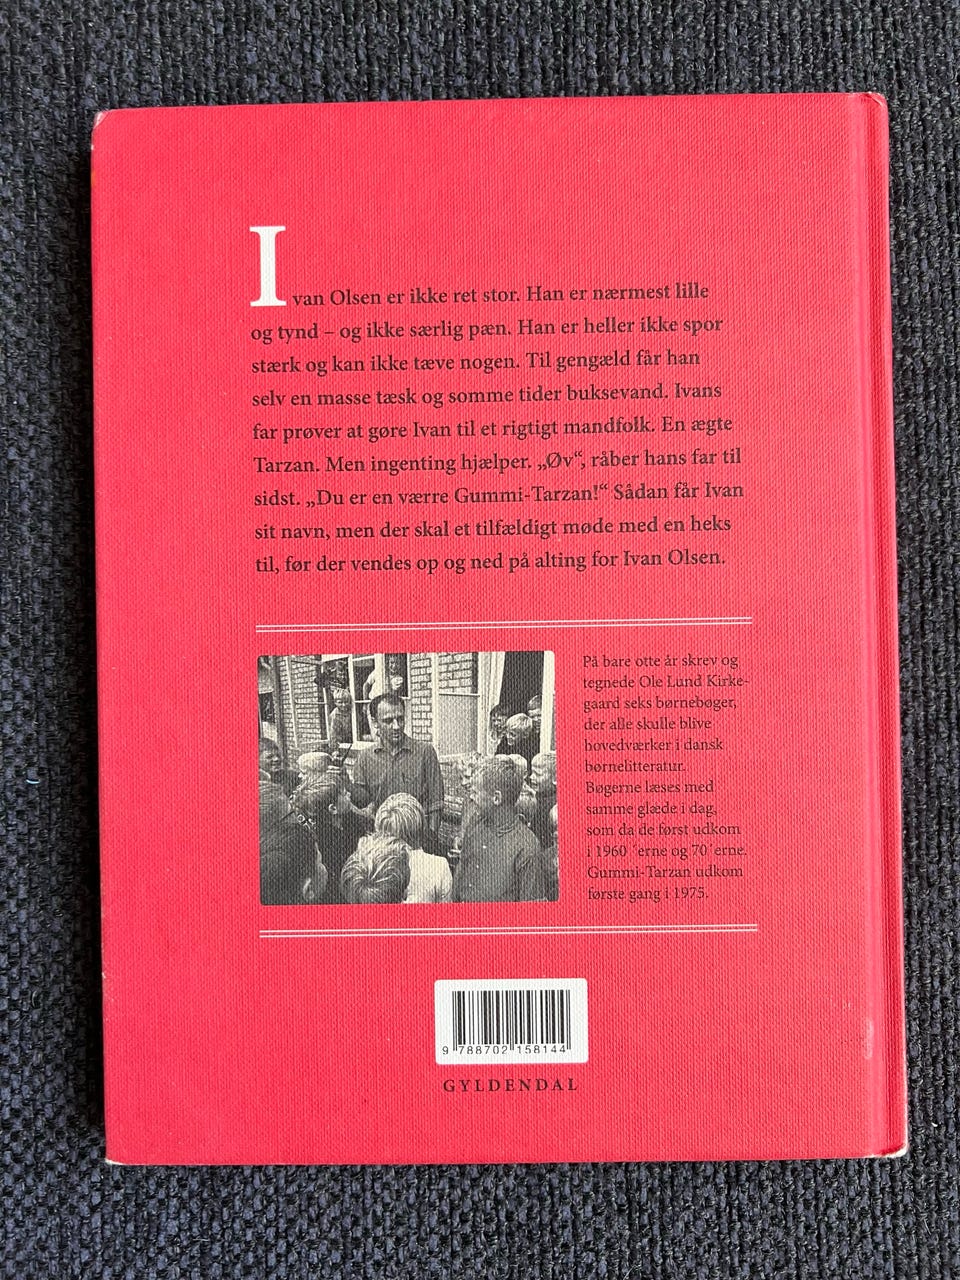 Ivan Olsen er ikke ret stor. Han er nærmest lille
og tynd – og ikke særlig pæn. Han er heller ikke spor
stærk og kan ikke tæve nogen. Til gengæld får han
selv en masse tæsk og somme tider buksevand. Ivans
far prøver at gøre Ivan til et rigtigt mandfolk. En ægte
Tarzan. Men ingenting hjælper. „Øv“, råber hans far til
sidst. „Du er en værre Gummi-Tarzan!“ Sådan får Ivan
sit navn, men der skal et tilfældigt møde med en heks
til, før der vendes op og ned på alting for Ivan Olsen.
På bare otte år skrev og
tegnede Ole Lund Kirke-
gaard seks børnebøger,
der alle skulle blive
hovedværker i dansk
børnelitteratur.
Bøgerne læses med
samme glæde i dag,
som da de først udkom
i 1960 ´erne og 70´erne.
Gummi-Tarzan udkom
første gang i 1975.
9 788702 158144
GYLDENDAL